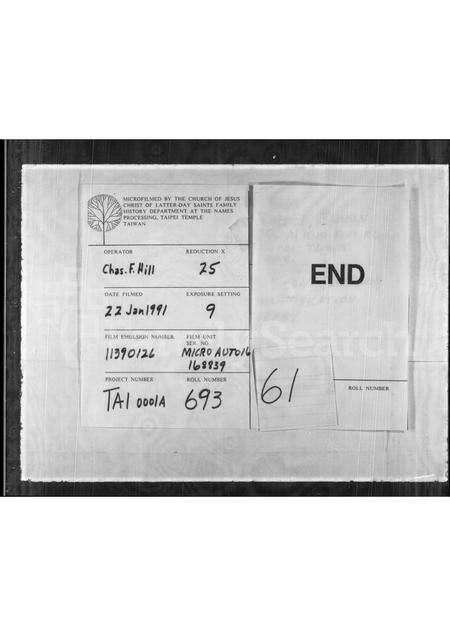 MICROFILMED BY THE CHURCH OF JESUS
CHRIST OF LATTER-DAY SAINTS FAMILY
HISTORY DEPARTMENT AT THE NAMES
PROCESSING, TAIPEI TEMPLE
TAIWAN
OPERATOR REDUCTION X
Chas. F. Hill 25
DATE FILMED EXPOSURE SETTING
22 Jan 1991 9
FILM EMULSION NUMBER FILM UNIT
SER. NO.
11390126 MICRO AUTO16
168839
PROJECT NUMBER ROLL NUMBER
TAI 0001A 693
END
61
ROLL NUMBER